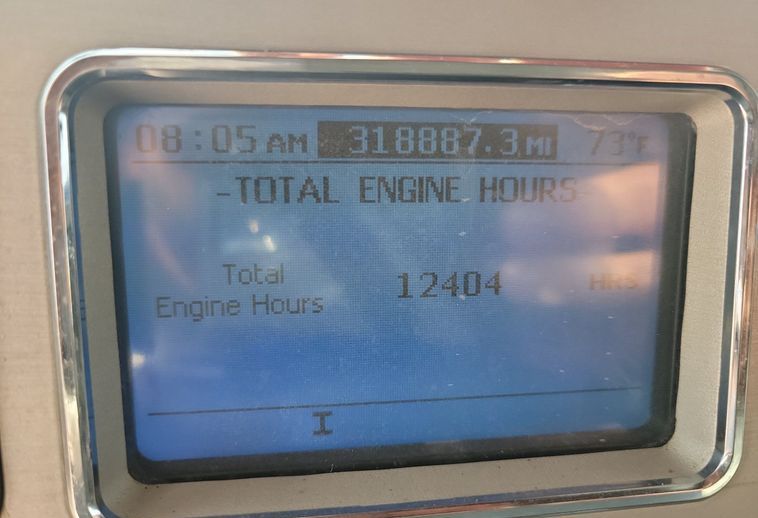 08:05 AM 318887.3 MI 73°F
-TOTAL ENGINE HOURS-
Total
Engine Hours 12404 HRS
I